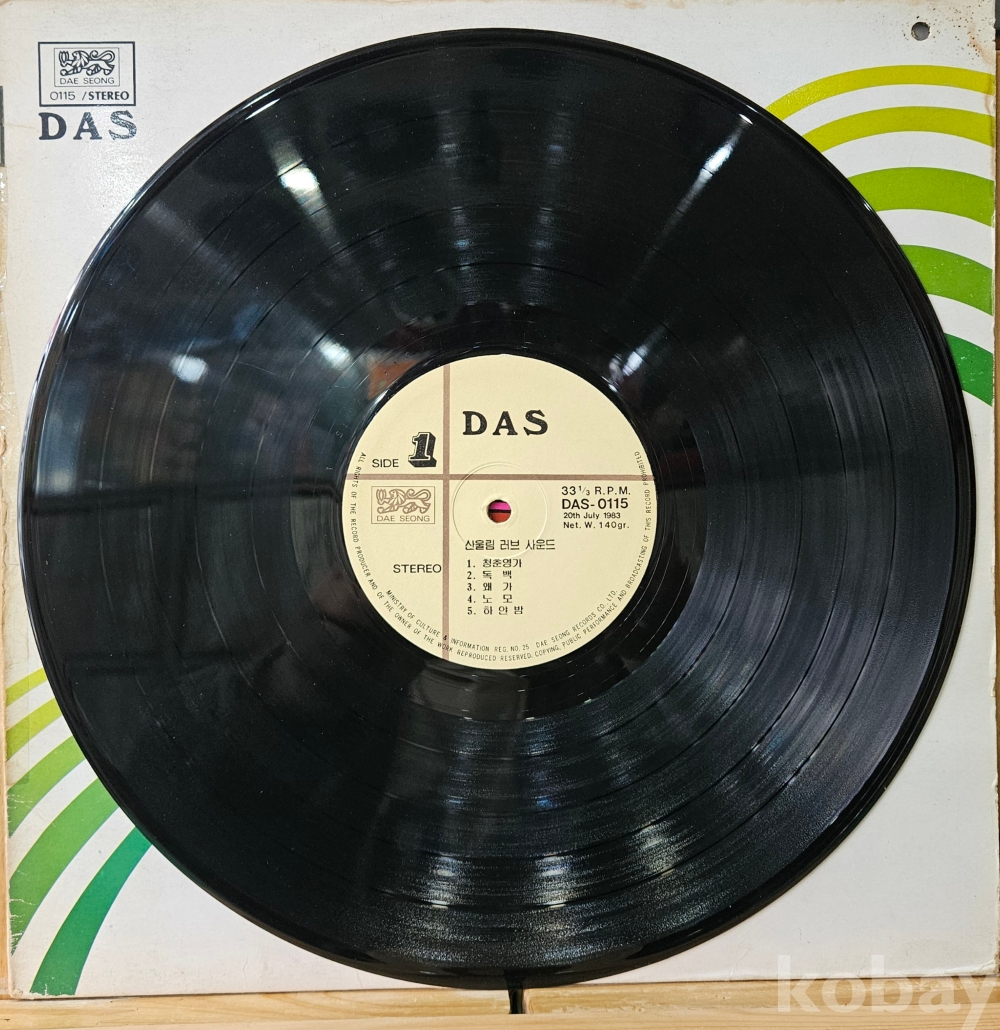 DAE SEONG
0115 /STEREO
DAS
DAS
SIDE 1
DAE SEONG
STEREO
33 1/3 R.P.M.
DAS-0115
20th July 1983
Net. W. 140gr.
산울림 러브 사운드
1. 청춘영가
2. 독 백
3. 왜 가
4. 노 모
5. 하얀밤
ALL RIGHTS OF THE RECORD PRODUCER AND OF THE OWNER OF THE WORK REPRODUCED RESERVED. COPYING, PUBLIC PERFORMANCE AND BROADCASTING OF THIS RECORD PROHIBITED
MINISTRY OF CULTURE & INFORMATION REG. NO. 25 DAE SEONG RECORDS CO. LTD.
kobay